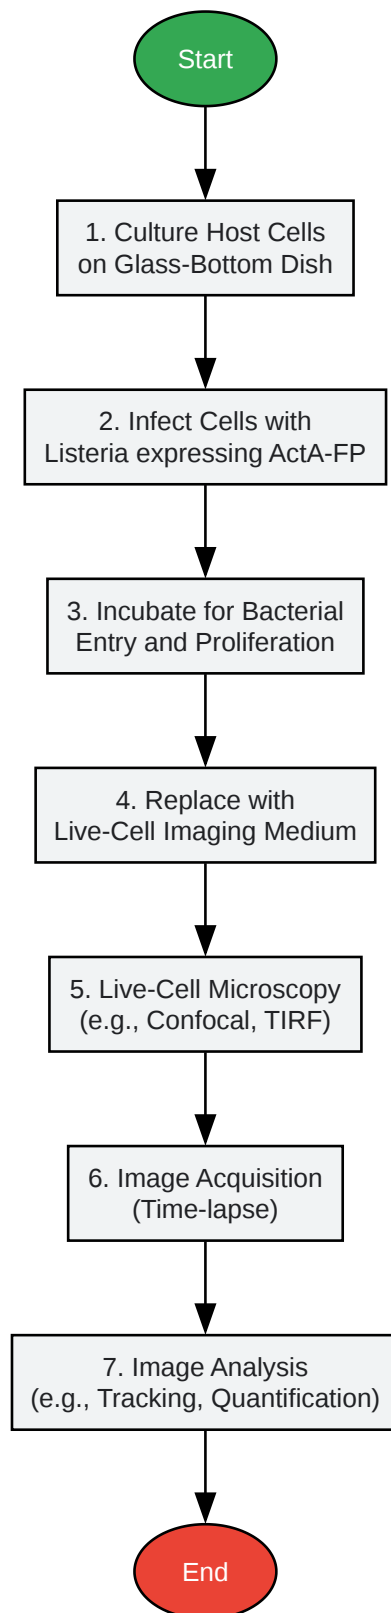 Start
1. Culture Host Cells
on Glass-Bottom Dish
2. Infect Cells with
Listeria expressing ActA-FP
3. Incubate for Bacterial
Entry and Proliferation
4. Replace with
Live-Cell Imaging Medium
5. Live-Cell Microscopy
(e.g., Confocal, TIRF)
6. Image Acquisition
(Time-lapse)
7. Image Analysis
(e.g., Tracking, Quantification)
End